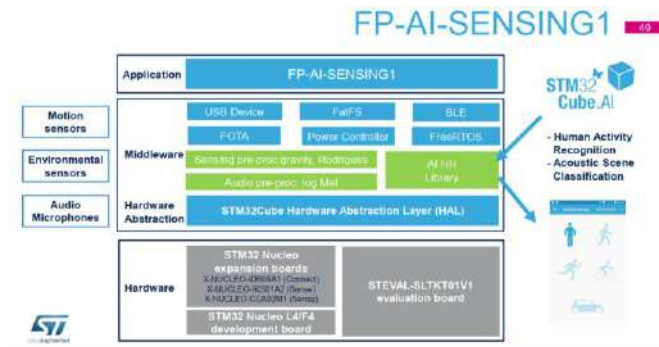 FP-AI-SENSING1
49
Application
FP-AI-SENSING1
STM32
Cube.AI
Motion
sensors
USB Device
FatFS
BLE
FOTA
Power Controller
FreeRTOS
- Human Activity
Recognition
- Acoustic Scene
Classification
Environmental
sensors
Middleware
Sensing pre-proc.gravity, Rodrigues
Audio pre-proc. log Mel
AI NN
Library
Audio
Microphones
Hardware
Abstraction
STM32Cube Hardware Abstraction Layer (HAL)
Hardware
STM32 Nucleo
expansion boards
X-NUCLEO-IDB05A1 (Connect)
X-NUCLEO-IKS01A2 (Sense)
X-NUCLEO-CCA02M1 (Sense)
STM32 Nucleo L4/F4
development board
STEVAL-SLTKT01V1
evaluation board
ST